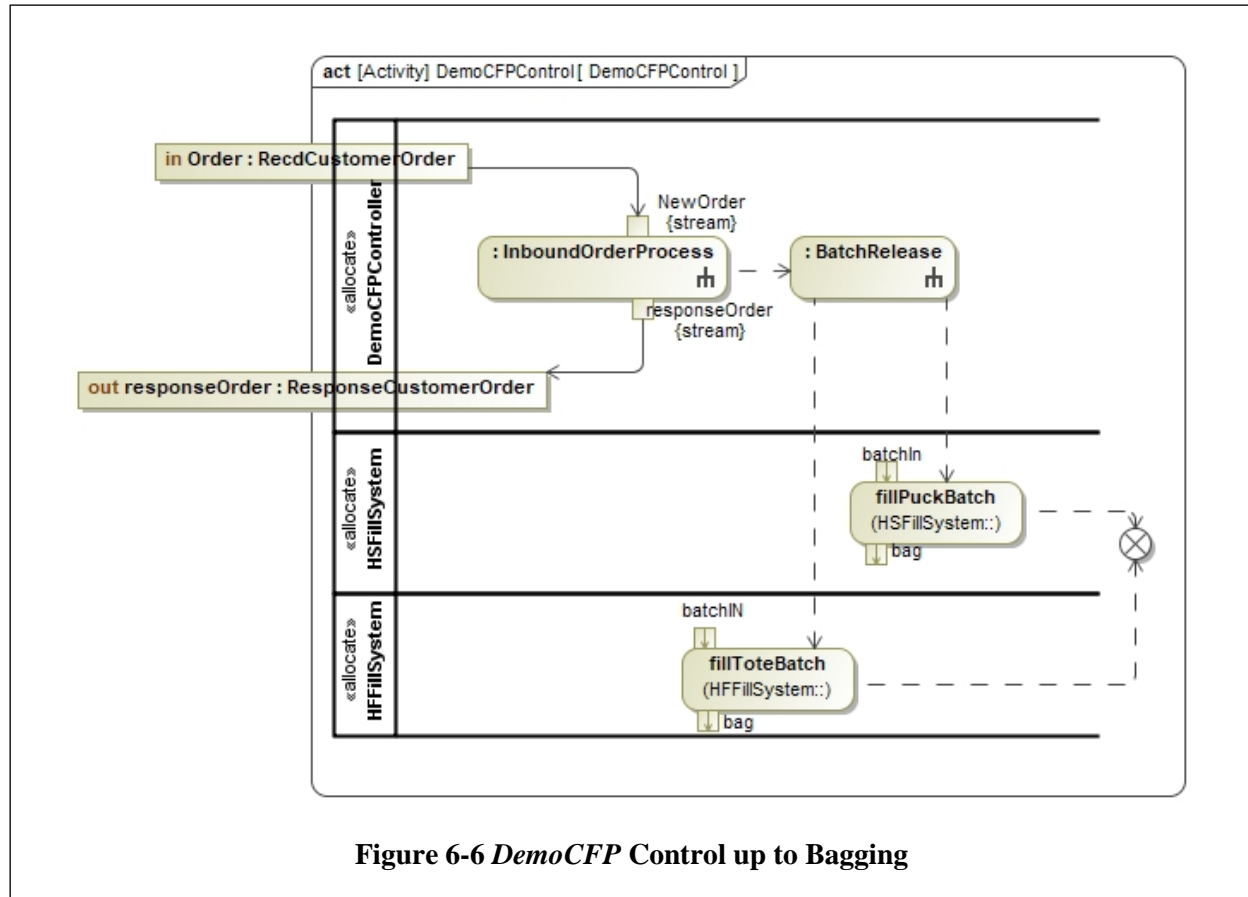 act [Activity] DemoCFPControl[ DemoCFPControl ]
«allocate»
DemoCFPController
in Order : RecdCustomerOrder
NewOrder
{stream}
: InboundOrderProcess
: BatchRelease
responseOrder
{stream}
out responseOrder : ResponseCustomerOrder
«allocate»
HSFillSystem
batchIn
fillPuckBatch
(HSFillSystem::)
bag
«allocate»
HFFillSystem
batchIN
fillToteBatch
(HFFillSystem::)
bag
Figure 6-6 DemoCFP Control up to Bagging